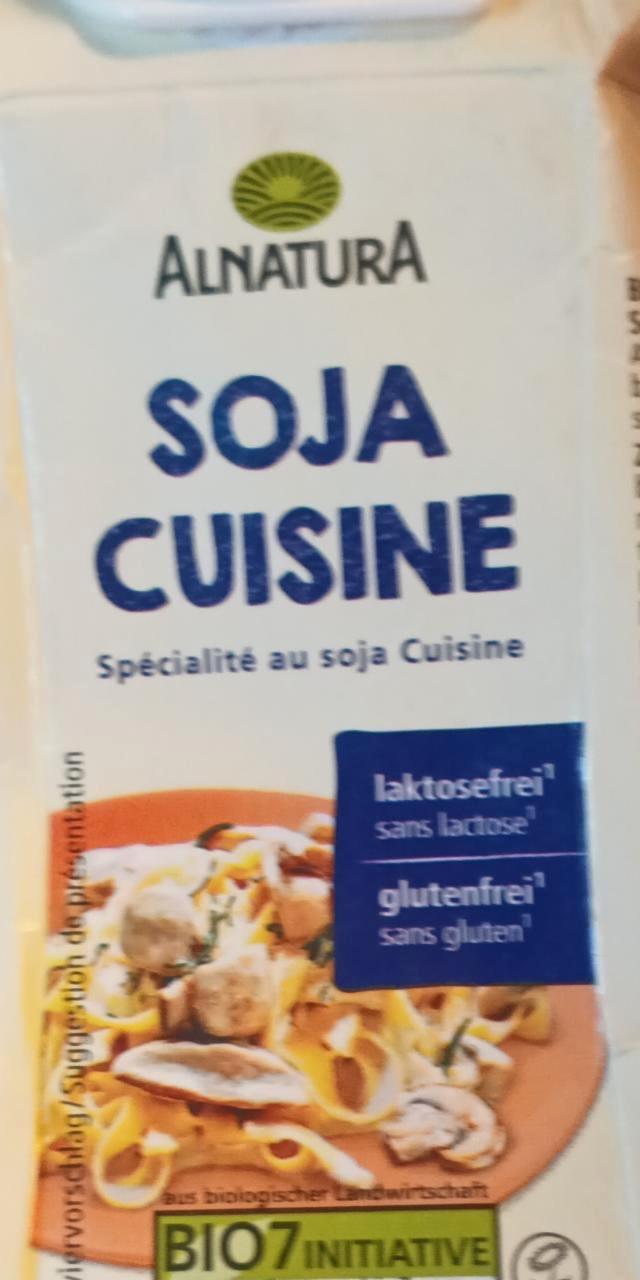 ALNATURA
SOJA
CUISINE
Spécialité au soja Cuisine
laktosefrei¹
sans lactose¹
glutenfrei¹
sans gluten¹
viervorschlag/Suggestion de présentation
aus biologischer Landwirtschaft
BIO7 INITIATIVE